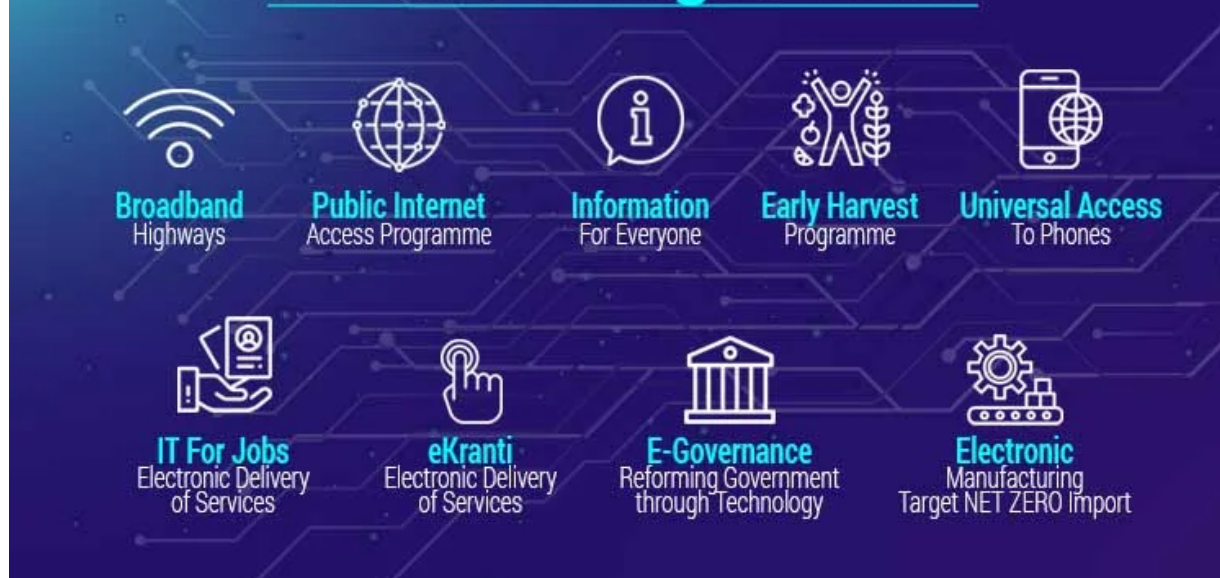 Broadband
Highways
Public Internet
Access Programme
Information
For Everyone
Early Harvest
Programme
Universal Access
To Phones
IT For Jobs
Electronic Delivery
of Services
eKranti
Electronic Delivery
of Services
E-Governance
Reforming Government
through Technology
Electronic
Manufacturing
Target NET ZERO Import